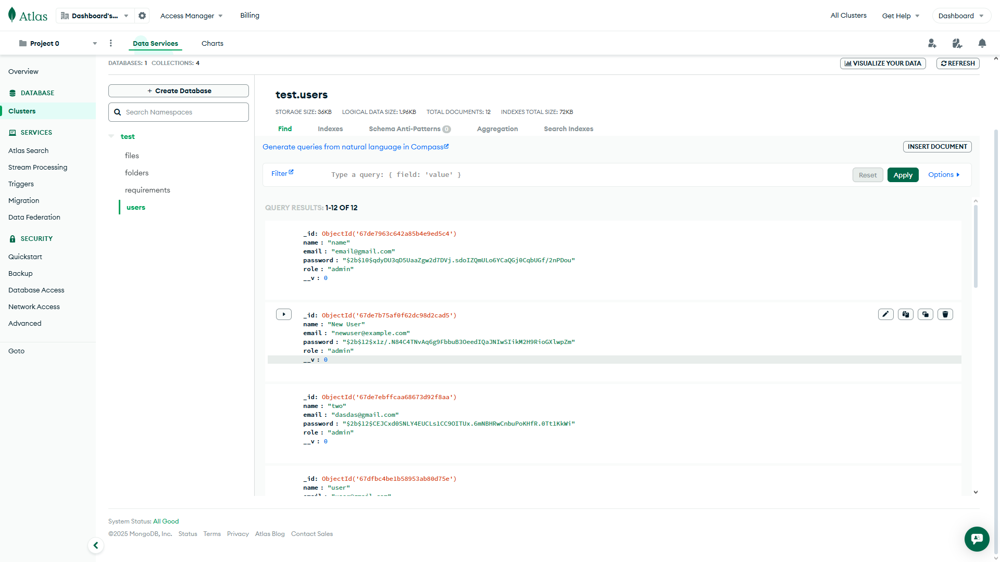 Atlas
Dashboard's...
Access Manager
Billing
All Clusters
Get Help
Dashboard
Project 0
Data Services
Charts
Overview
DATABASE
Clusters
SERVICES
Atlas Search
Stream Processing
Triggers
Migration
Data Federation
SECURITY
Quickstart
Backup
Database Access
Network Access
Advanced
Goto
DATABASES: 1 COLLECTIONS: 4
VISUALIZE YOUR DATA
REFRESH
+ Create Database
Search Namespaces
test
files
folders
requirements
users
test.users
STORAGE SIZE: 36KB LOGICAL DATA SIZE: 1.96KB TOTAL DOCUMENTS: 12 INDEXES TOTAL SIZE: 72KB
Find Indexes Schema Anti-Patterns 0 Aggregation Search Indexes
Generate queries from natural language in Compass
INSERT DOCUMENT
Filter
Type a query: { field: 'value' }
Reset
Apply
Options
QUERY RESULTS: 1-12 OF 12
_id: ObjectId('67de7963c642a85b4e9ed5c4')
name : "name"
email : "email@gmail.com"
password : "$2b$10$qdyDU3qD5UaaZgw2d7DVj.sdoIZQmULo6YCaQGj0CqbUGf/2nPDou"
role : "admin"
__v : 0
_id: ObjectId('67de7b75af0f62dc98d2cad5')
name : "New User"
email : "newuser@example.com"
password : "$2b$12$x1z/.N84C4TNvAq6g9FbbuB3OeedIQaJNIwSIikM2H9RioGXlwpZm"
role : "admin"
__v : 0
_id: ObjectId('67de7ebffcaa68673d92f8aa')
name : "two"
email : "dasdas@gmail.com"
password : "$2b$12$CEJCxd0SNLY4EUCLs1CC9OITUx.6mNBHRwCnbuPoKHfR.0Tt1KkWi"
role : "admin"
__v : 0
_id: ObjectId('67dfbc4be1b58953ab80d75e')
name : "user"
email : "user@gmail.com"
System Status: All Good
©2025 MongoDB, Inc. Status Terms Privacy Atlas Blog Contact Sales